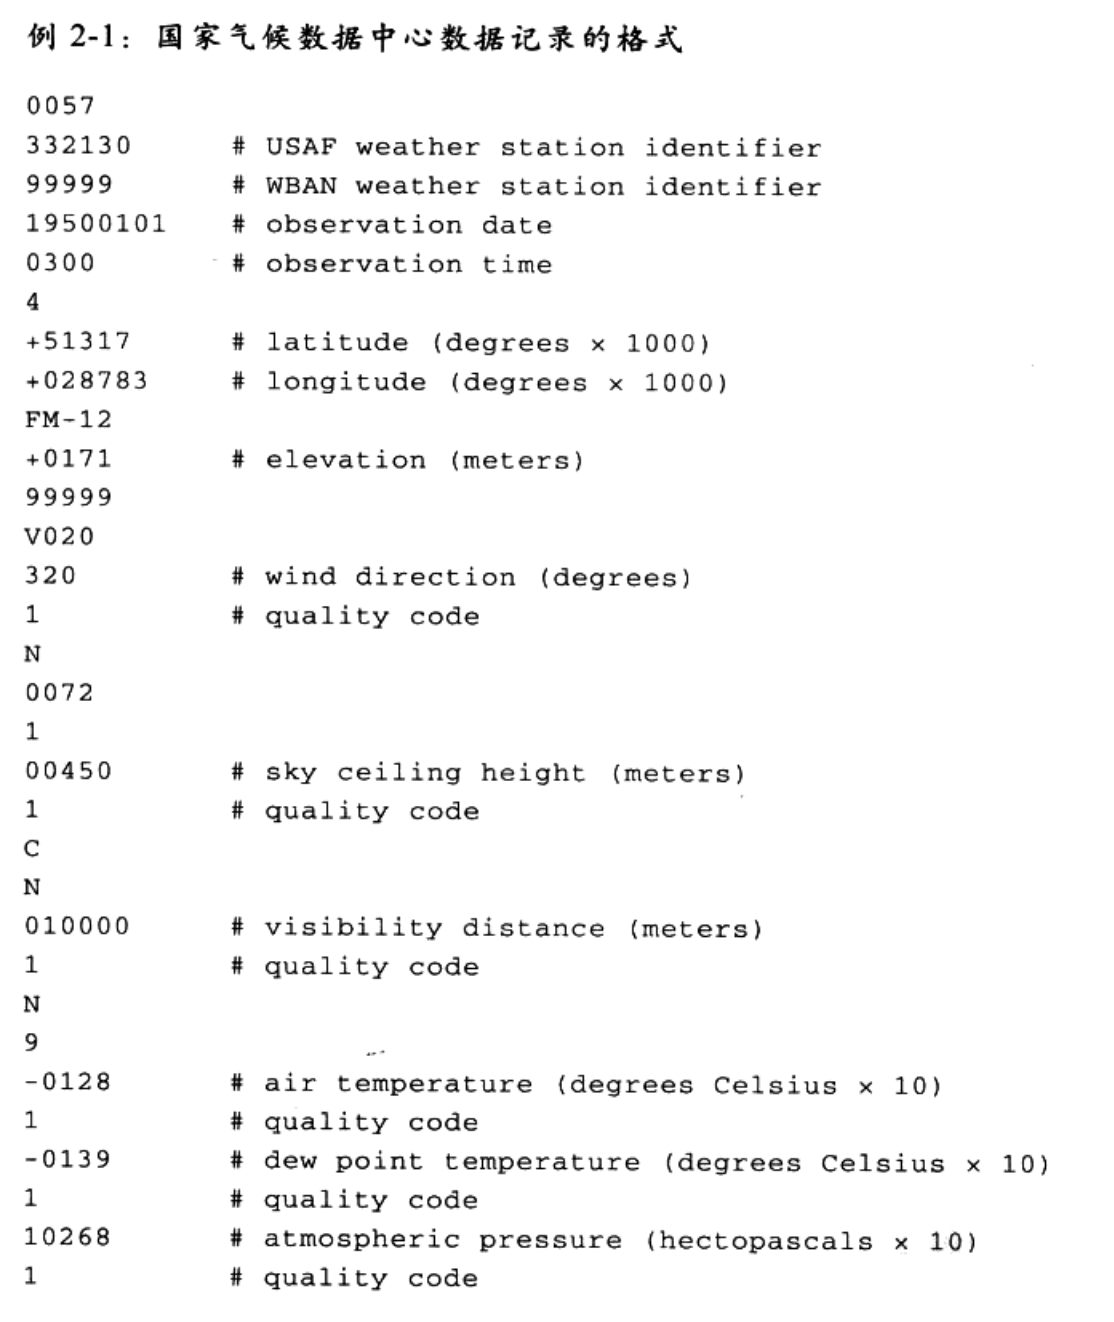 例 2-1：国家气候数据中心数据记录的格式
0057
332130 # USAF weather station identifier
99999 # WBAN weather station identifier
19500101 # observation date
0300 # observation time
4
+51317 # latitude (degrees × 1000)
+028783 # longitude (degrees × 1000)
FM-12
+0171 # elevation (meters)
99999
V020
320 # wind direction (degrees)
1 # quality code
N
0072
1
00450 # sky ceiling height (meters)
1 # quality code
C
N
010000 # visibility distance (meters)
1 # quality code
N
9
-0128 # air temperature (degrees Celsius × 10)
1 # quality code
-0139 # dew point temperature (degrees Celsius × 10)
1 # quality code
10268 # atmospheric pressure (hectopascals × 10)
1 # quality code